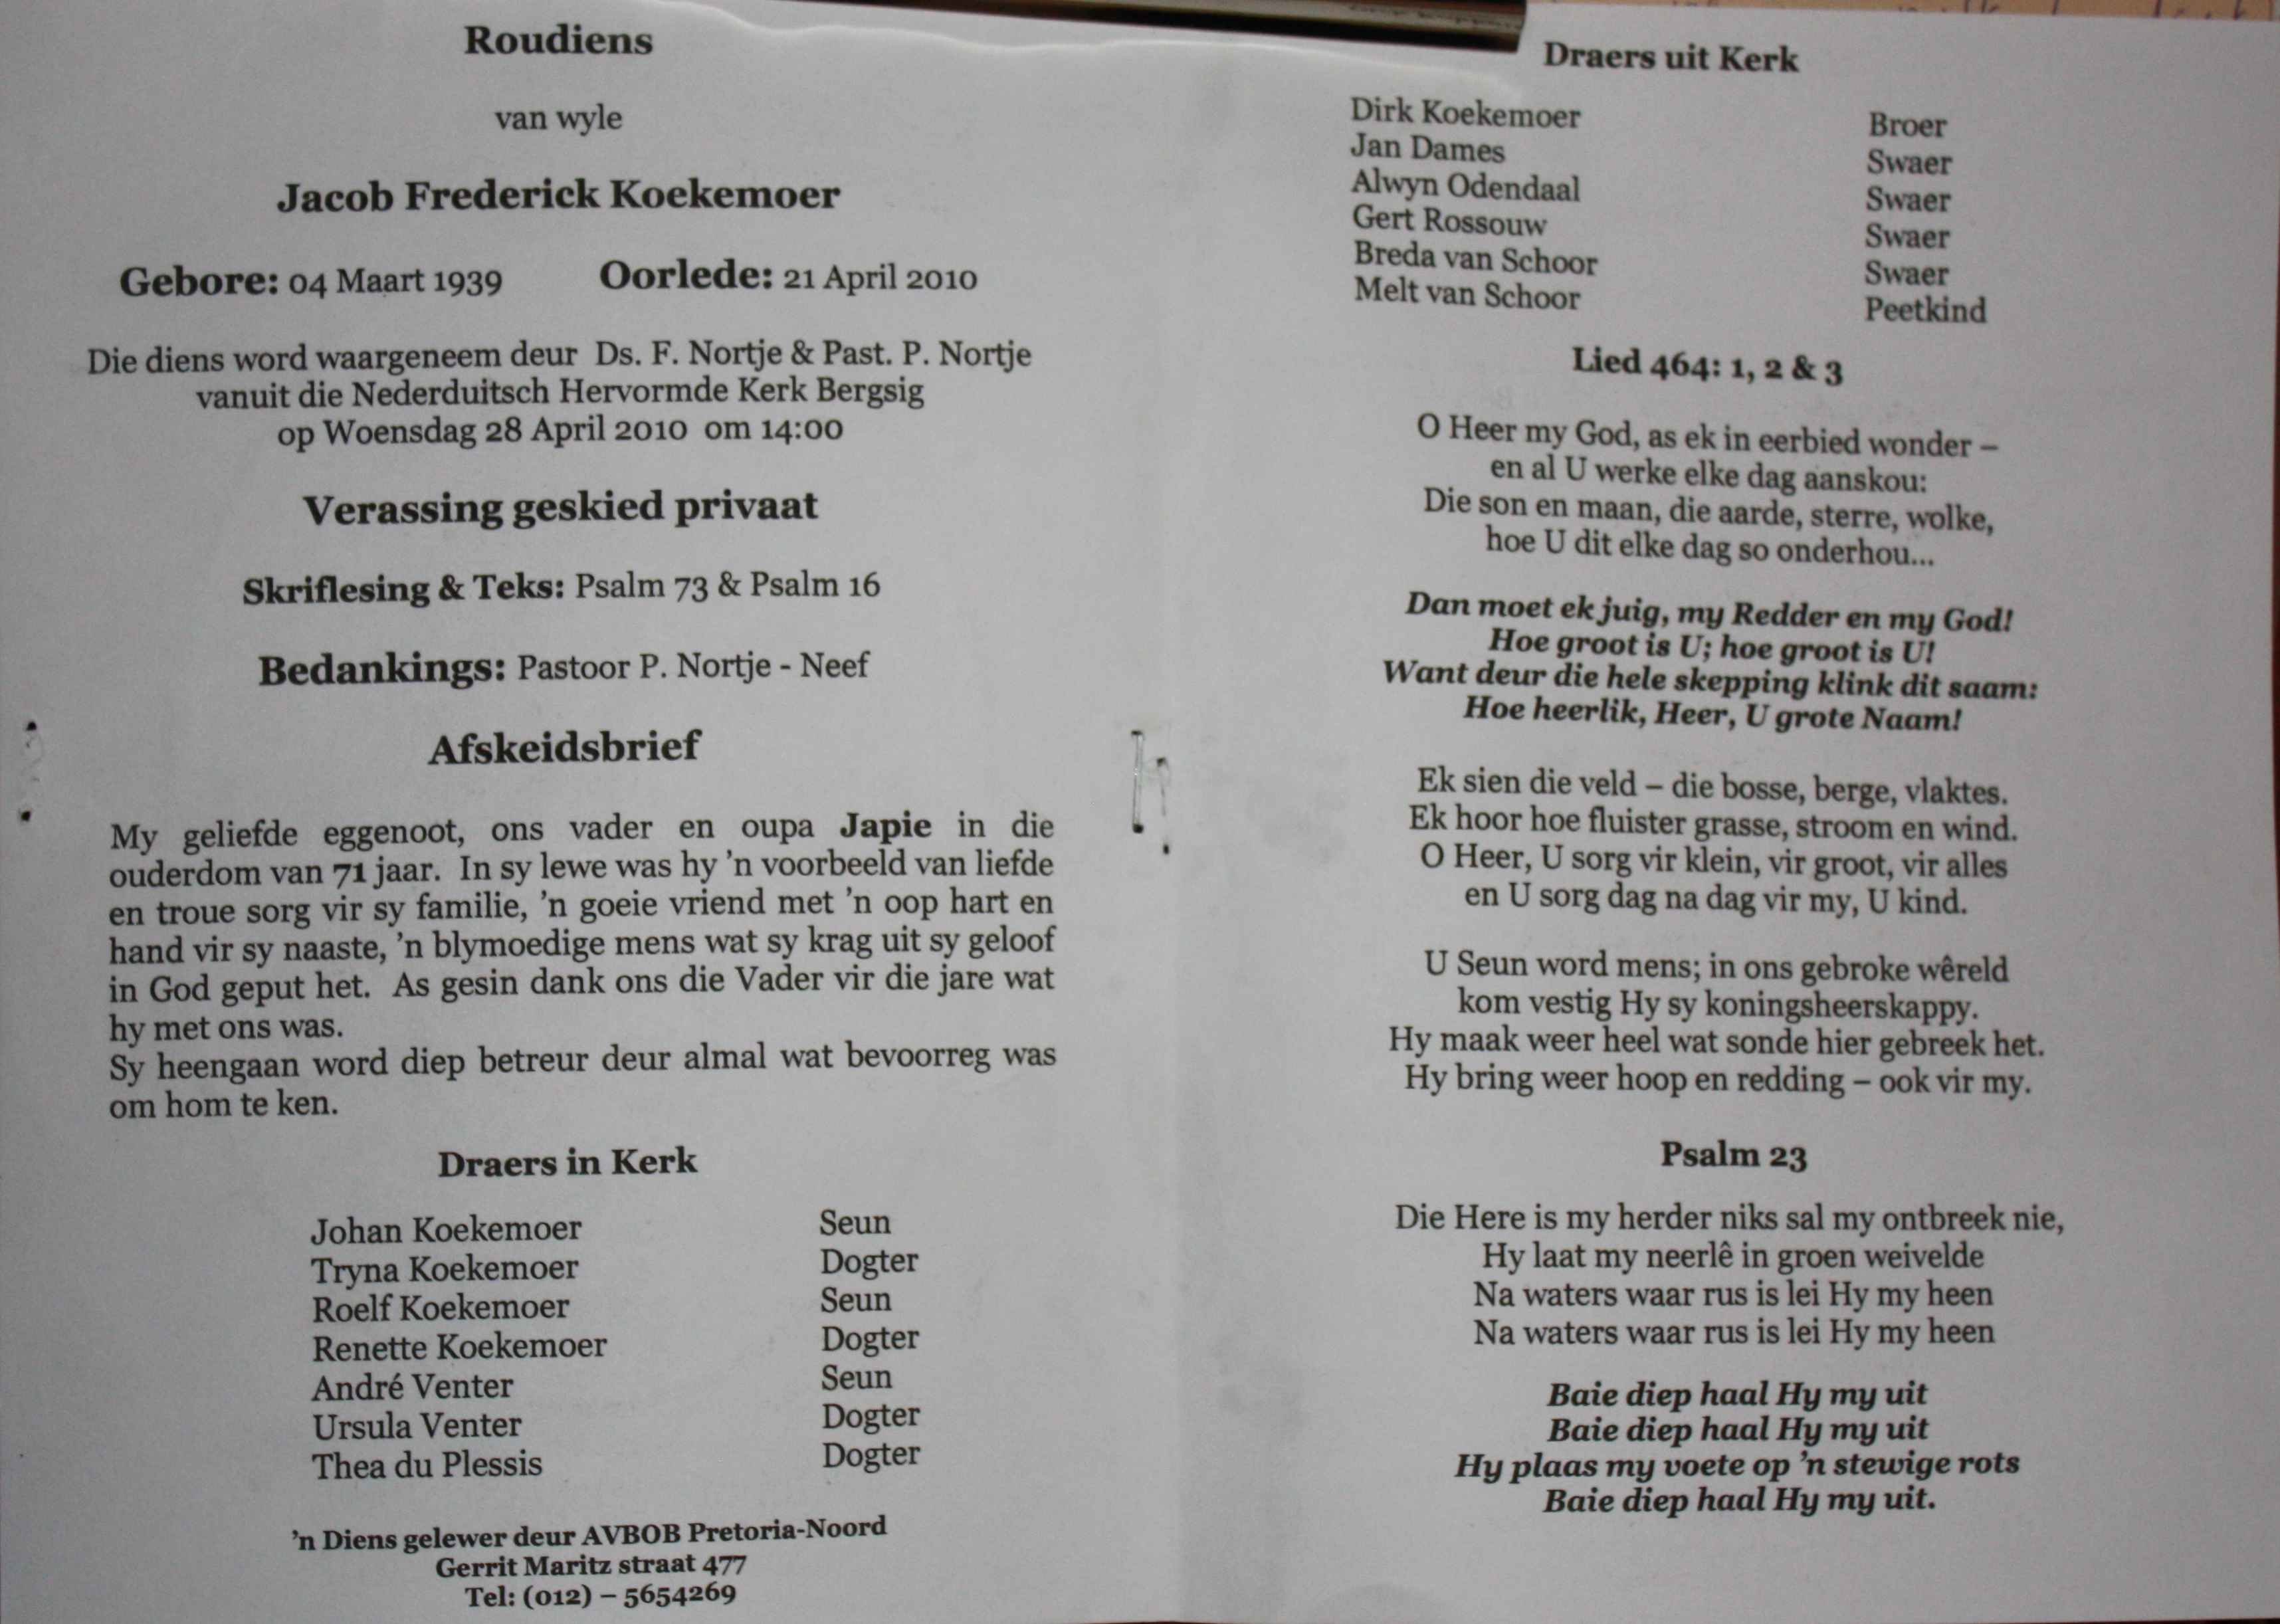 Roudiens
van wyle
Jacob Frederick Koekemoer
Gebore: 04 Maart 1939 Oorlede: 21 April 2010
Die diens word waargeneem deur Ds. F. Nortje & Past. P. Nortje
vanuit die Nederduitsch Hervormde Kerk Bergsig
op Woensdag 28 April 2010 om 14:00
Verassing geskied privaat
Skriflesing & Teks: Psalm 73 & Psalm 16
Bedankings: Pastoor P. Nortje - Neef
Afskeidsbrief
My geliefde eggenoot, ons vader en oupa Japie in die
ouderdom van 71 jaar. In sy lewe was hy 'n voorbeeld van liefde
en troue sorg vir sy familie, 'n goeie vriend met 'n oop hart en
hand vir sy naaste, 'n blymoedige mens wat sy krag uit sy geloof
in God geput het. As gesin dank ons die Vader vir die jare wat
hy met ons was.
Sy heengaan word diep betreur deur almal wat bevoorreg was
om hom te ken.
Draers in Kerk
Johan Koekemoer Seun
Tryna Koekemoer Dogter
Roelf Koekemoer Seun
Renette Koekemoer Dogter
André Venter Seun
Ursula Venter Dogter
Thea du Plessis Dogter
'n Diens gelewer deur AVBOB Pretoria-Noord
Gerrit Maritz straat 477
Tel: (012) – 5654269
Draers uit Kerk
Dirk Koekemoer Broer
Jan Dames Swaer
Alwyn Odendaal Swaer
Gert Rossouw Swaer
Breda van Schoor Swaer
Melt van Schoor Peetkind
Lied 464: 1, 2 & 3
O Heer my God, as ek in eerbied wonder –
en al U werke elke dag aanskou:
Die son en maan, die aarde, sterre, wolke,
hoe U dit elke dag so onderhou...
Dan moet ek juig, my Redder en my God!
Hoe groot is U; hoe groot is U!
Want deur die hele skepping klink dit saam:
Hoe heerlik, Heer, U grote Naam!
Ek sien die veld – die bosse, berge, vlaktes.
Ek hoor hoe fluister grasse, stroom en wind.
O Heer, U sorg vir klein, vir groot, vir alles
en U sorg dag na dag vir my, U kind.
U Seun word mens; in ons gebroke wêreld
kom vestig Hy sy koningsheerskappy.
Hy maak weer heel wat sonde hier gebreek het.
Hy bring weer hoop en redding – ook vir my.
Psalm 23
Die Here is my herder niks sal my ontbreek nie,
Hy laat my neerlê in groen weivelde
Na waters waar rus is lei Hy my heen
Na waters waar rus is lei Hy my heen
Baie diep haal Hy my uit
Baie diep haal Hy my uit
Hy plaas my voete op 'n stewige rots
Baie diep haal Hy my uit.